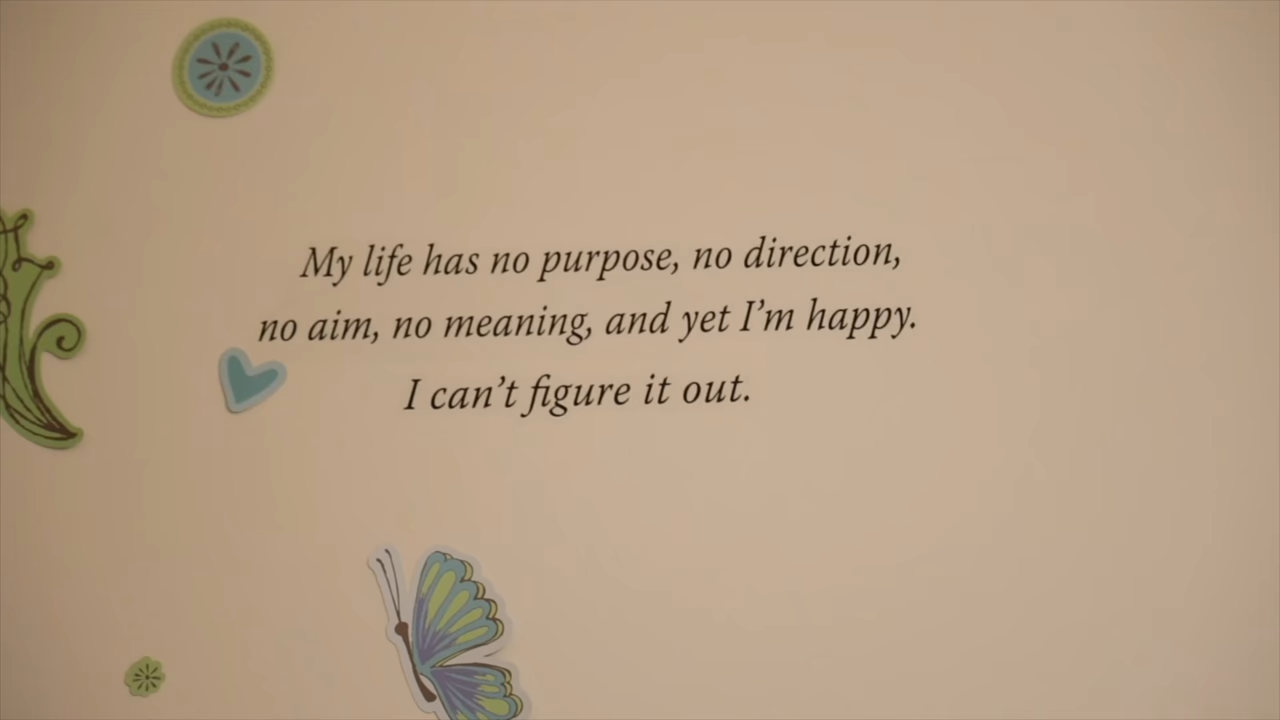 My life has no purpose, no direction,
no aim, no meaning, and yet I’m happy.
I can’t figure it out.